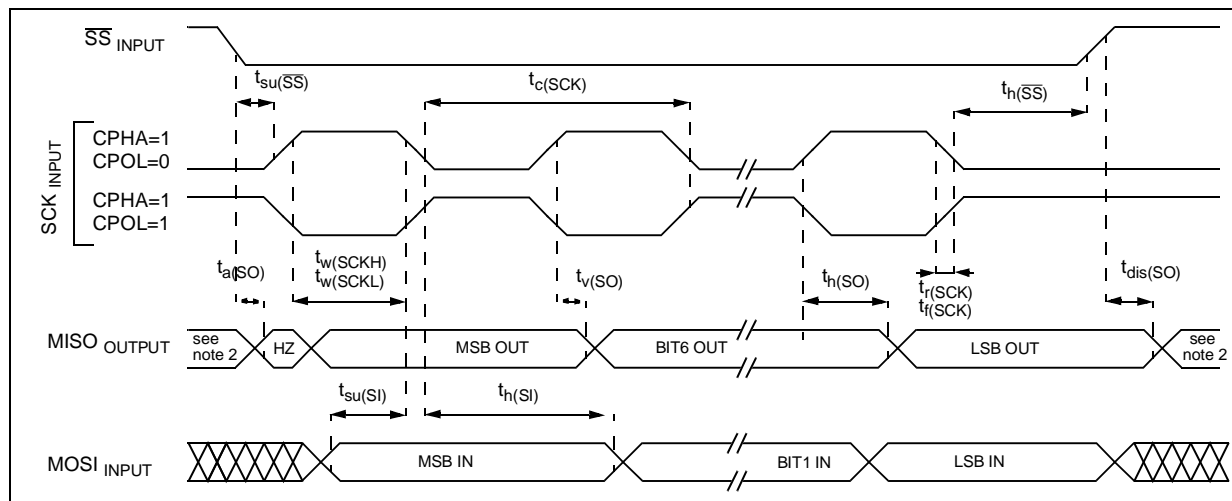 SS INPUT
tsu(SS)
tc(SCK)
th(SS)
SCK INPUT
CPHA=1
CPOL=0
CPHA=1
CPOL=1
ta(SO)
tw(SCKH)
tw(SCKL)
tv(SO)
th(SO)
tr(SCK)
tf(SCK)
tdis(SO)
MISO OUTPUT
see note 2
HZ
MSB OUT
BIT6 OUT
LSB OUT
see note 2
tsu(SI)
th(SI)
MOSI INPUT
MSB IN
BIT1 IN
LSB IN